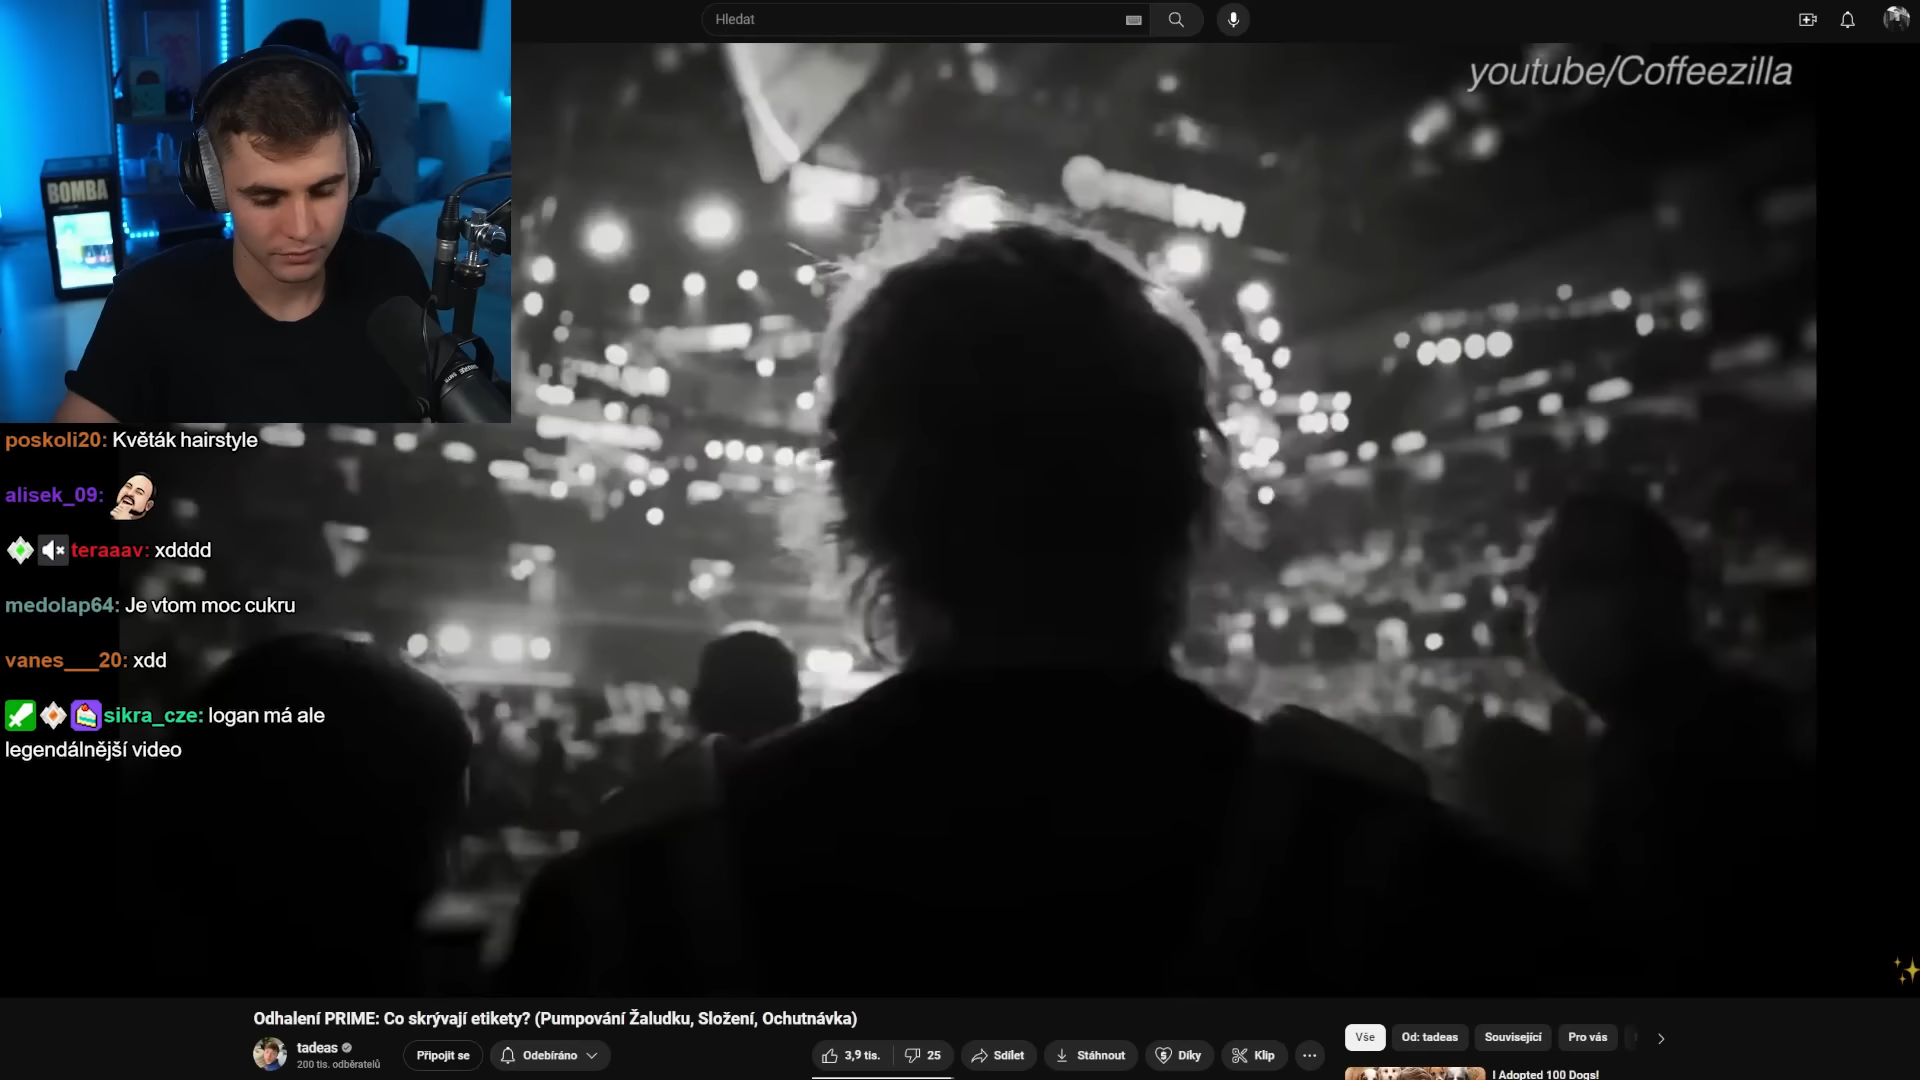 Hledat
youtube/Coffeezilla
BOMBA
poskoli20: Květák hairstyle
alisek_09:
teraaav: xdddd
medolap64: Je vtom moc cukru
vanes___20: xdd
sikra_cze: logan má ale
legendálnější video
Odhalení PRIME: Co skrývají etikety? (Pumpování Žaludku, Složení, Ochutnávka)
tadeas
200 tis. odběratelů
Připojit se
Odebíráno
3,9 tis.
25
Sdílet
Stáhnout
Díky
Klip
Vše
Od: tadeas
Související
Pro vás
I Adopted 100 Dogs!